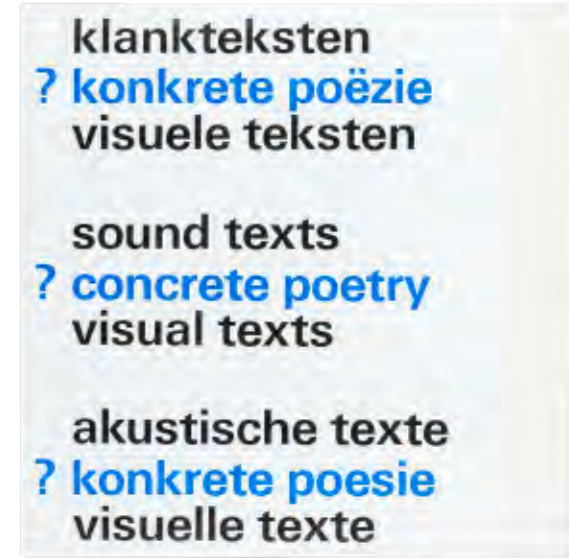 klankteksten
? konkrete poëzie
visuele teksten
sound texts
? concrete poetry
visual texts
akustische texte
? konkrete poesie
visuelle texte